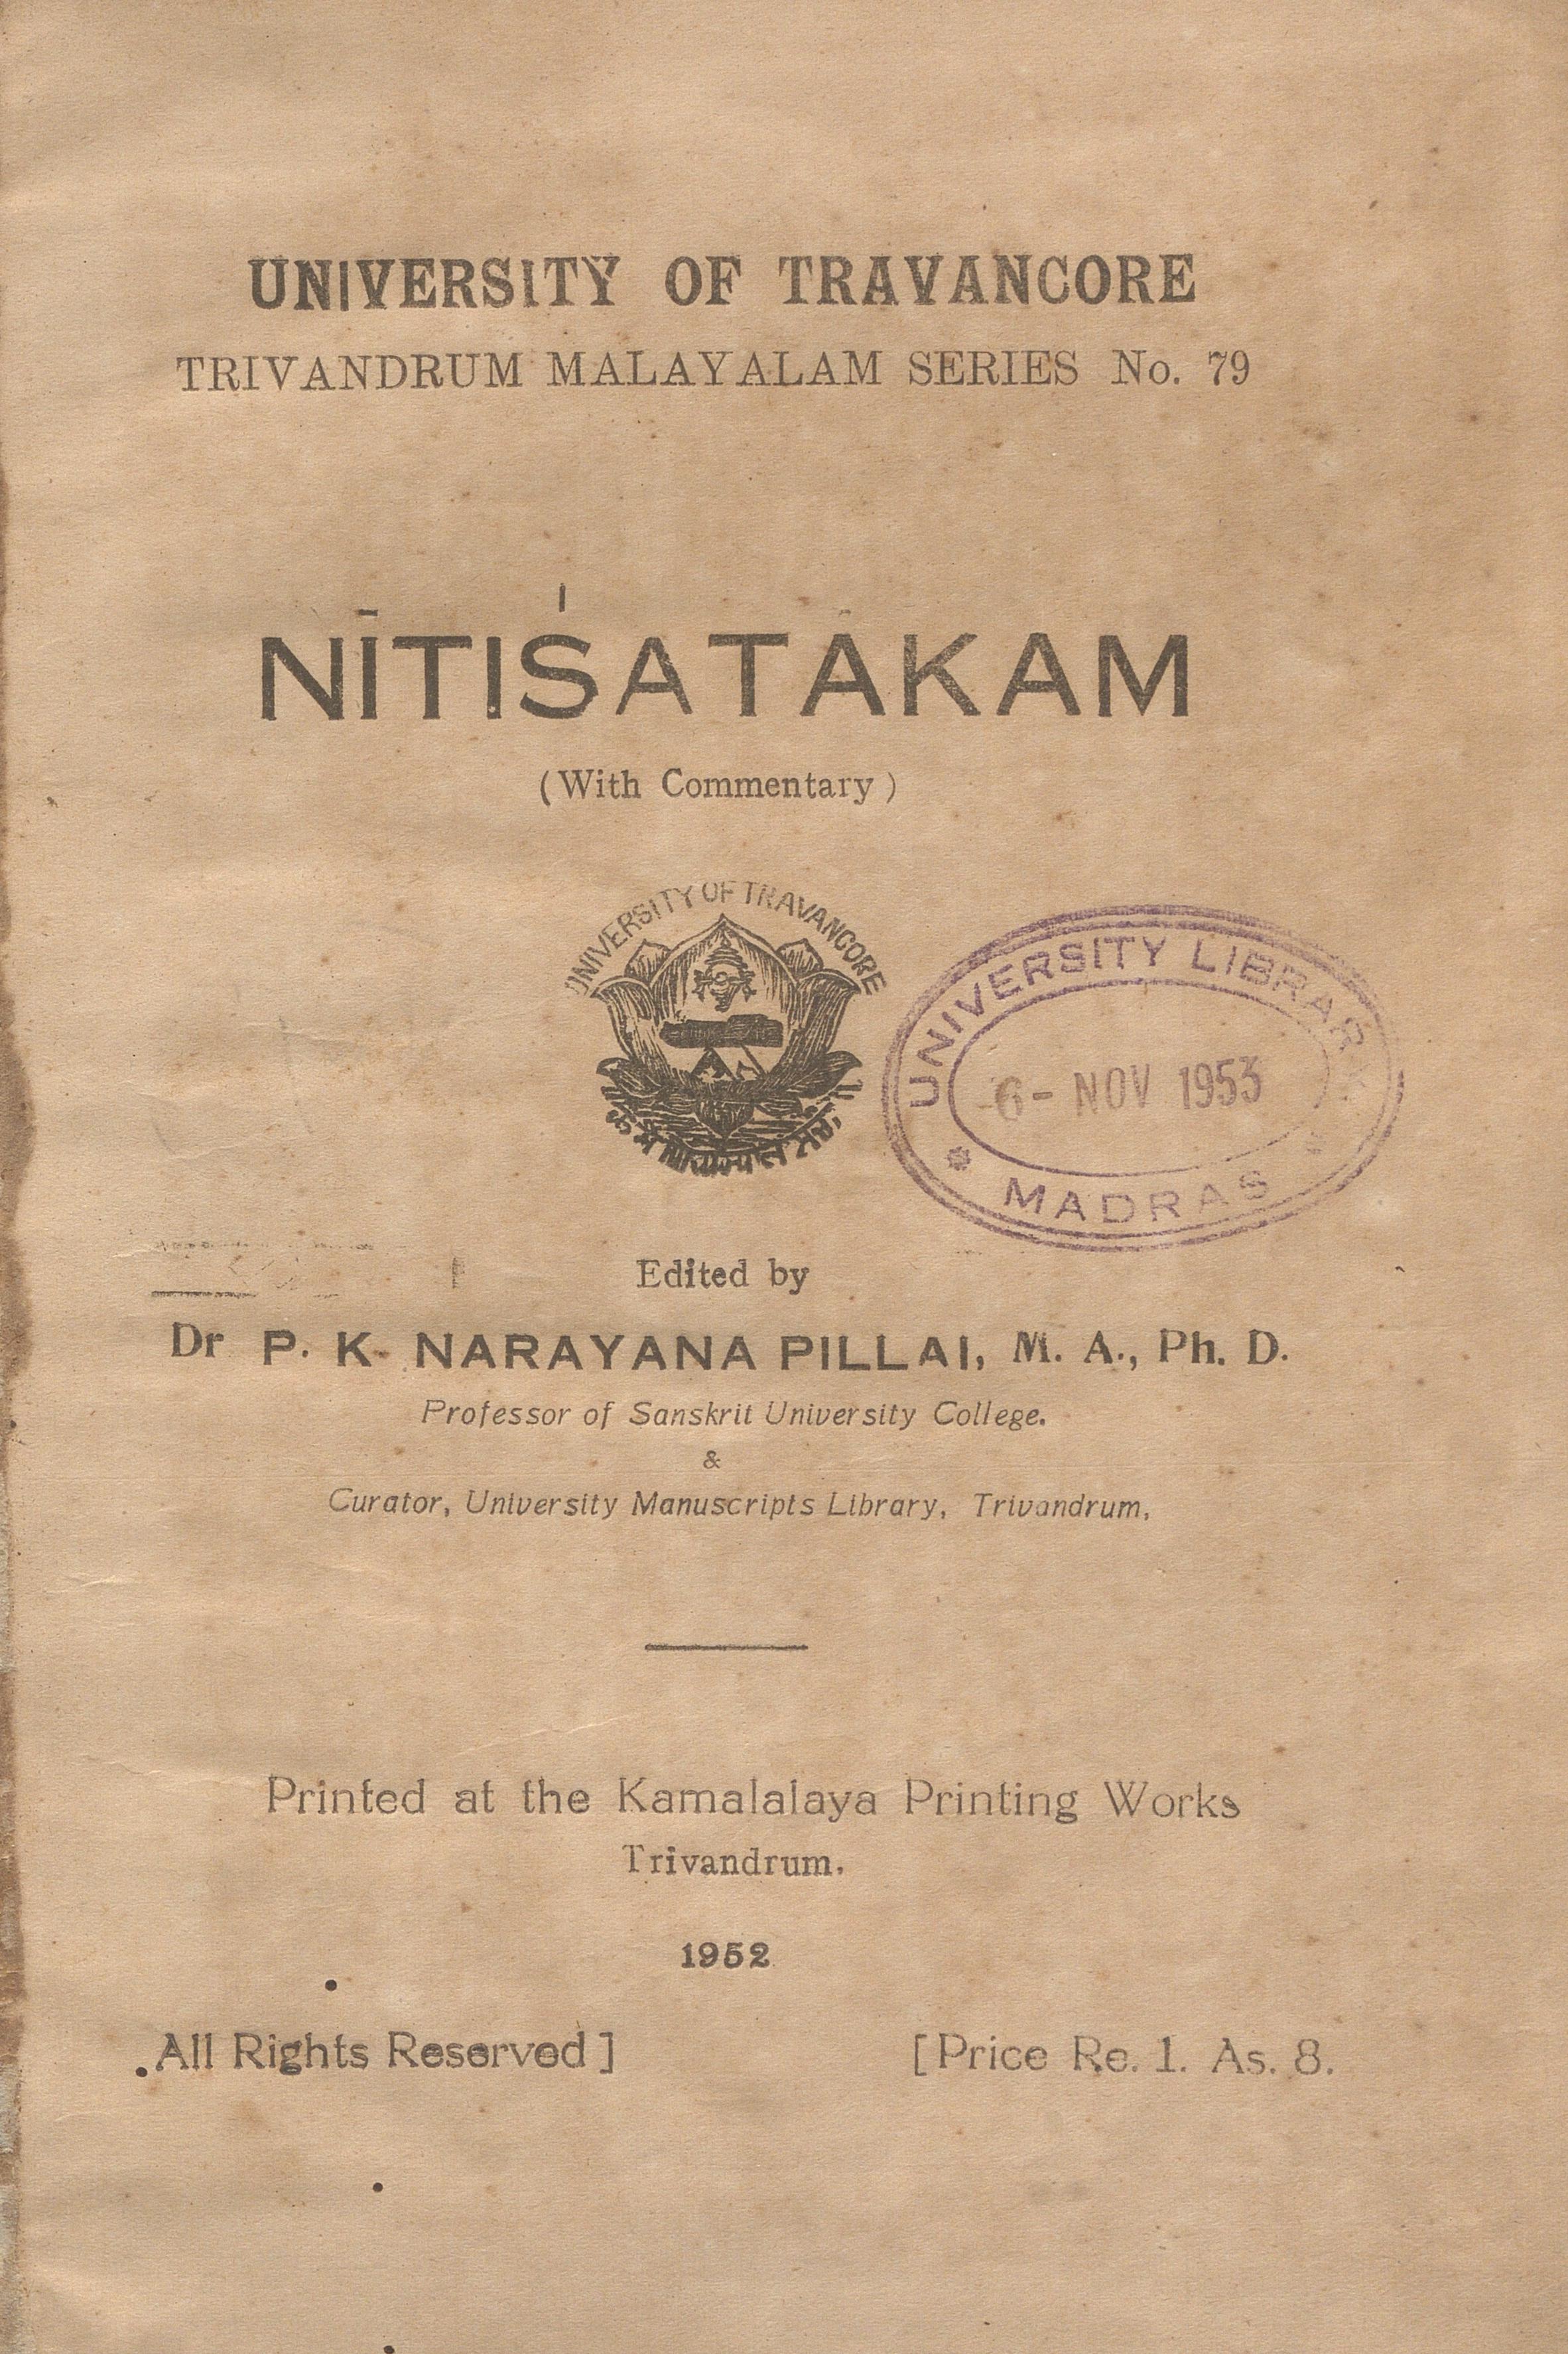 UNIVERSITY OF TRAVANCORE
TRIVANDRUM MALAYALAM SERIES No. 79
NĪTIŚATAKAM
(With Commentary)
UNIVERSITY OF TRAVANCORE
UNIVERSITY LIBRARY
6- NOV 1953
MADRAS
Edited by
Dr P. K. NARAYANA PILLAI, M. A., Ph. D.
Professor of Sanskrit University College.
&
Curator, University Manuscripts Library, Trivandrum.
Printed at the Kamalalaya Printing Works
Trivandrum.
1952
All Rights Reserved ]
[ Price Re. 1. As. 8.